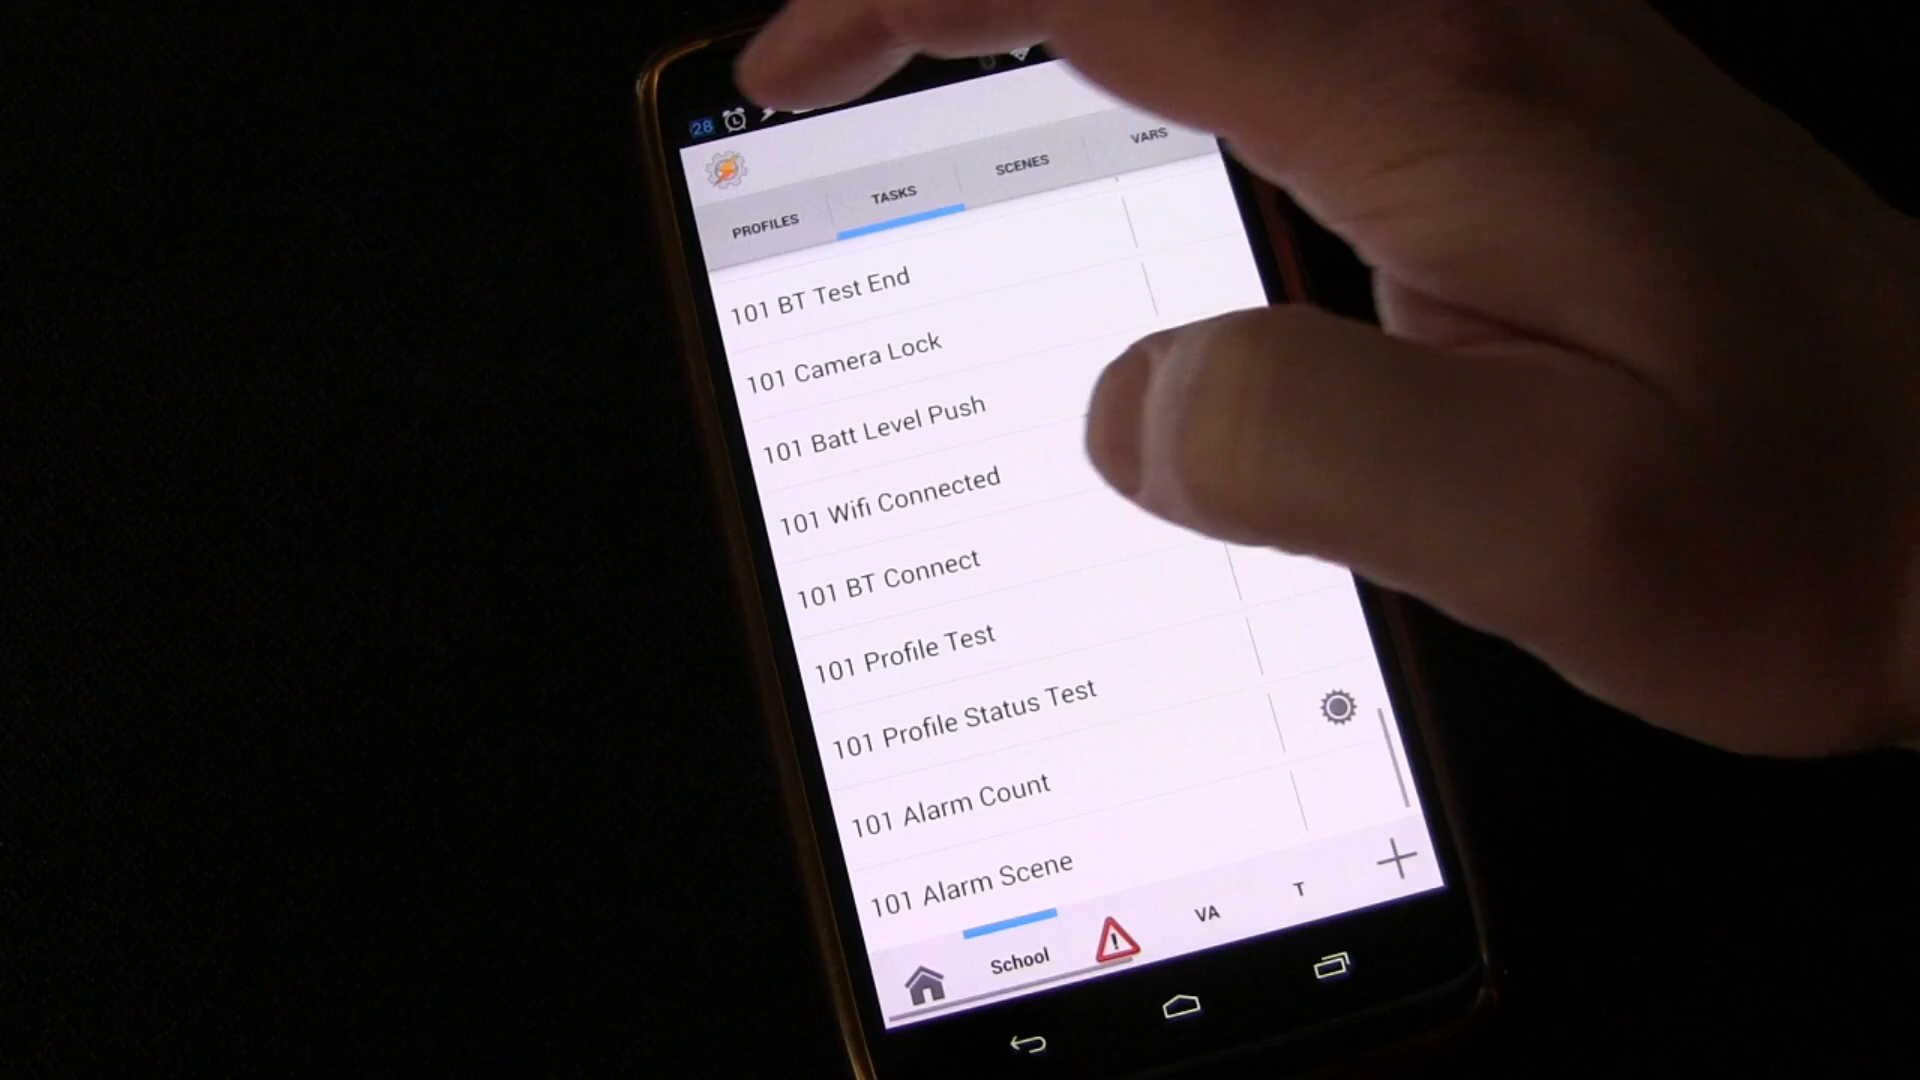 28
PROFILES
TASKS
SCENES
VARS
101 BT Test End
101 Camera Lock
101 Batt Level Push
101 Wifi Connected
101 BT Connect
101 Profile Test
101 Profile Status Test
101 Alarm Count
101 Alarm Scene
School
!
VA
T